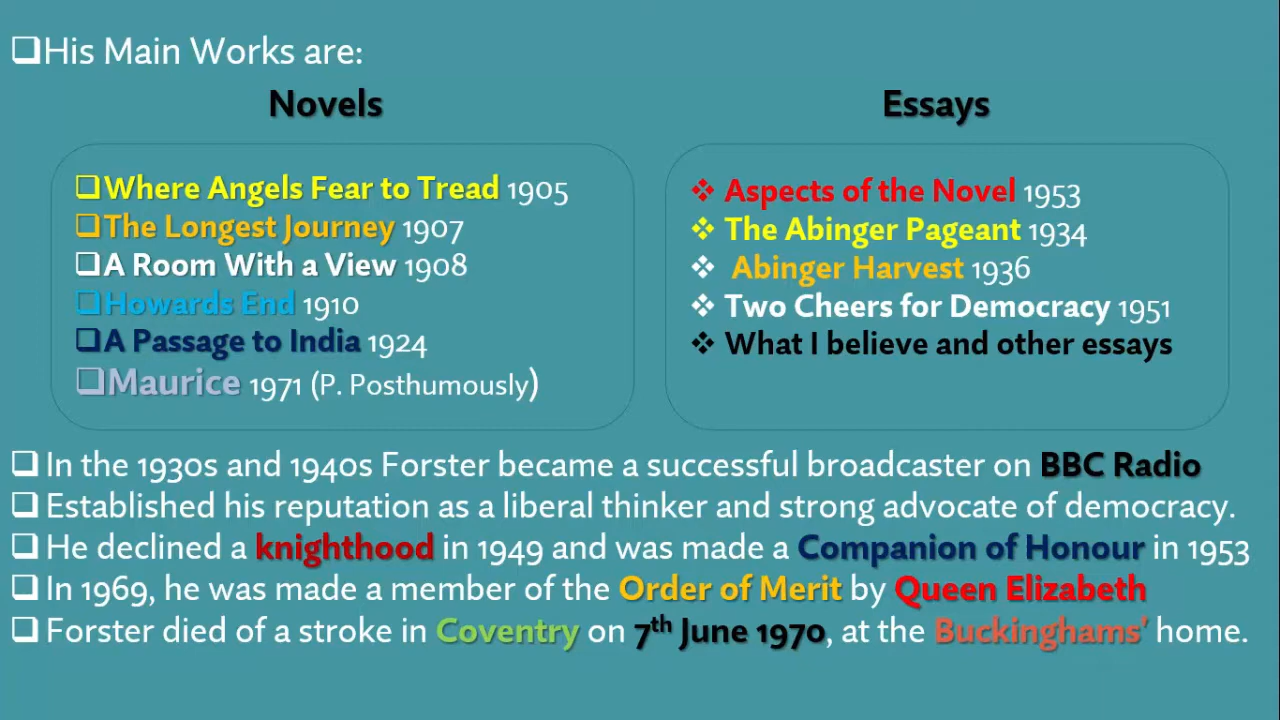 His Main Works are:
Novels
Where Angels Fear to Tread 1905
The Longest Journey 1907
A Room With a View 1908
Howards End 1910
A Passage to India 1924
Maurice 1971 (P. Posthumously)
Essays
Aspects of the Novel 1953
The Abinger Pageant 1934
Abinger Harvest 1936
Two Cheers for Democracy 1951
What I believe and other essays
In the 1930s and 1940s Forster became a successful broadcaster on BBC Radio
Established his reputation as a liberal thinker and strong advocate of democracy.
He declined a knighthood in 1949 and was made a Companion of Honour in 1953
In 1969, he was made a member of the Order of Merit by Queen Elizabeth
Forster died of a stroke in Coventry on 7th June 1970, at the Buckinghams' home.